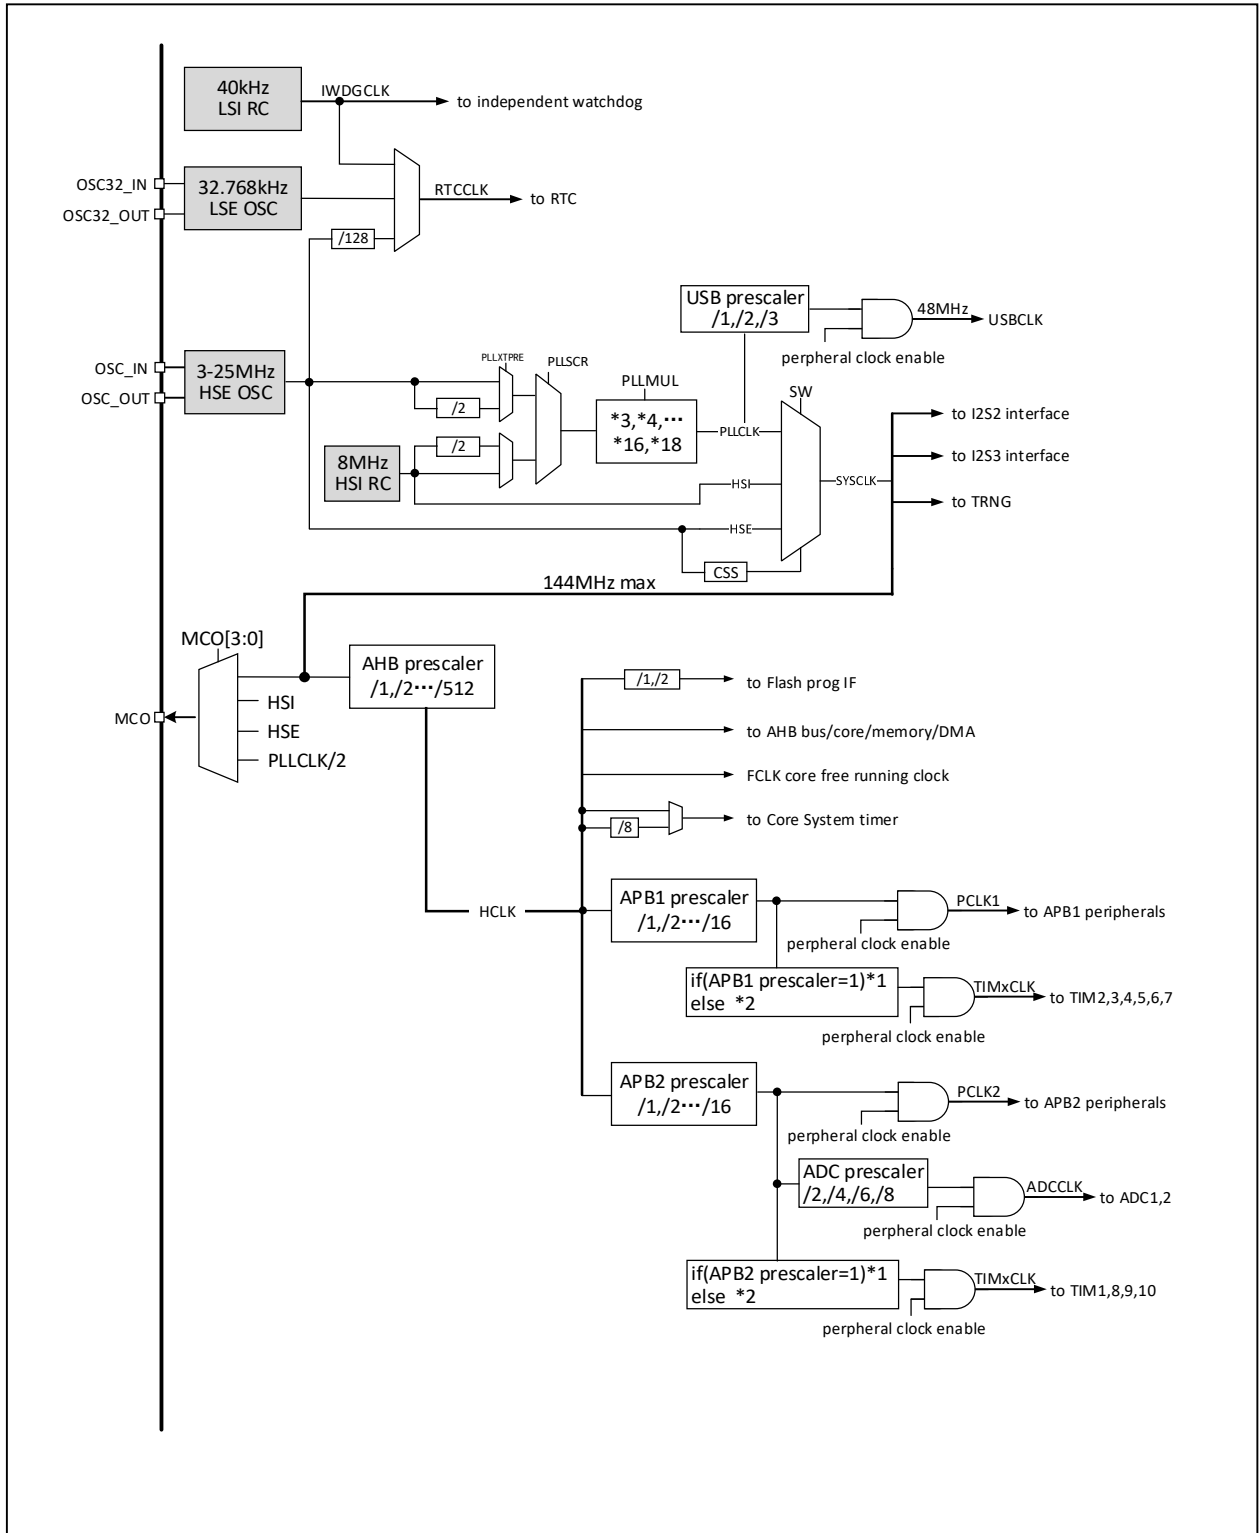 40kHz
LSI RC
IWDGCLK
to independent watchdog
OSC32_IN
OSC32_OUT
32.768kHz
LSE OSC
RTCCLK
to RTC
/128
USB prescaler
/1,/2,/3
48MHz
USBCLK
perpheral clock enable
OSC_IN
OSC_OUT
3-25MHz
HSE OSC
PLLXTPRE
PLLSCR
/2
PLLMUL
*3,*4,⋯
*16,*18
PLLCLK
SW
/2
8MHz
HSI RC
HSI
HSE
CSS
SYSCLK
to I2S2 interface
to I2S3 interface
to TRNG
144MHz max
MCO[3:0]
MCO
HSI
HSE
PLLCLK/2
AHB prescaler
/1,/2⋯/512
/1,/2
to Flash prog IF
to AHB bus/core/memory/DMA
FCLK core free running clock
/8
to Core System timer
HCLK
APB1 prescaler
/1,/2⋯/16
PCLK1
to APB1 peripherals
perpheral clock enable
if(APB1 prescaler=1)*1
else *2
TIMxCLK
to TIM2,3,4,5,6,7
perpheral clock enable
APB2 prescaler
/1,/2⋯/16
PCLK2
to APB2 peripherals
perpheral clock enable
ADC prescaler
/2,/4,/6,/8
ADCCLK
to ADC1,2
perpheral clock enable
if(APB2 prescaler=1)*1
else *2
TIMxCLK
to TIM1,8,9,10
perpheral clock enable